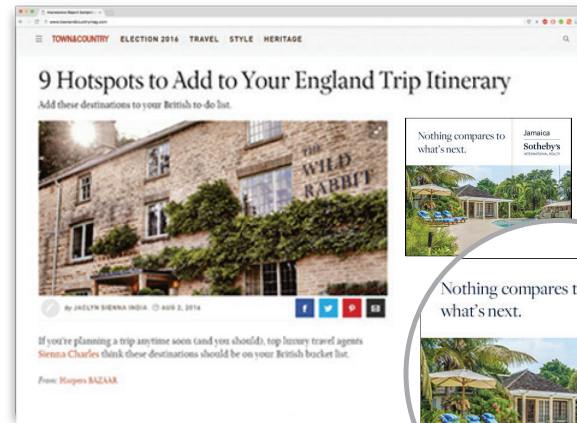 www.townandcountrymag.com
TOWN&COUNTRY ELECTION 2016 TRAVEL STYLE HERITAGE
9 Hotspots to Add to Your England Trip Itinerary
Add these destinations to your British to-do list.
THE
WILD
RABBIT
Nothing compares to
what's next.
Jamaica
Sotheby's
INTERNATIONAL REALTY
By JACLYN SIENNA INDIA AUG 2, 2016
If you're planning a trip anytime soon (and you should), top luxury travel agents
Sienna Charles think these destinations should be on your British bucket list.
From: Harpers BAZAAR
Nothing compares t
what's next.